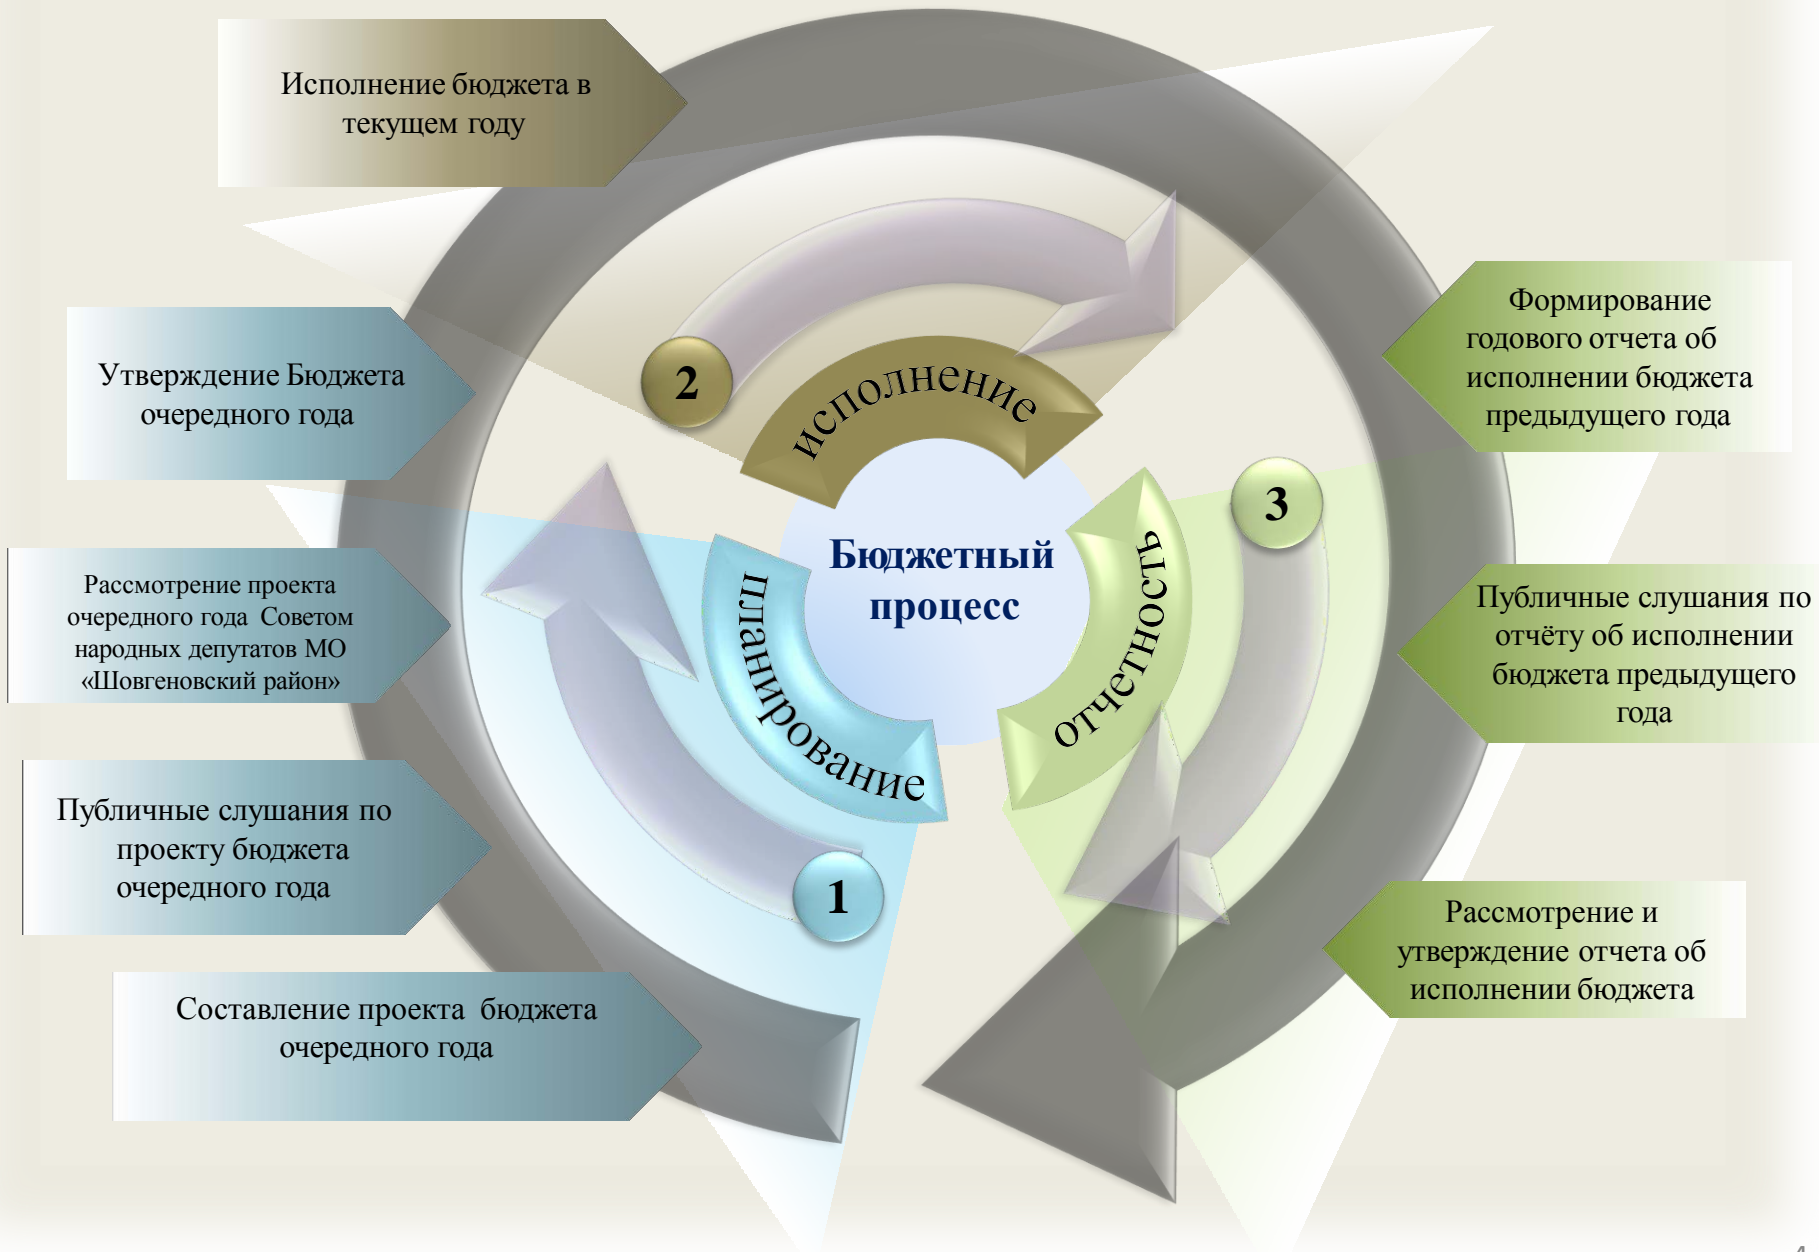 Исполнение бюджета в
текущем году
Утверждение Бюджета
очередного года
Рассмотрение проекта
очередного года Советом
народных депутатов МО
«Шовгеновский район»
Публичные слушания по
проекту бюджета
очередного года
Составление проекта бюджета
очередного года
2
исполнение
Бюджетный
процесс
планирование
1
отчетность
3
Формирование
годового отчета об
исполнении бюджета
предыдущего года
Публичные слушания по
отчёту об исполнении
бюджета предыдущего
года
Рассмотрение и
утверждение отчета об
исполнении бюджета